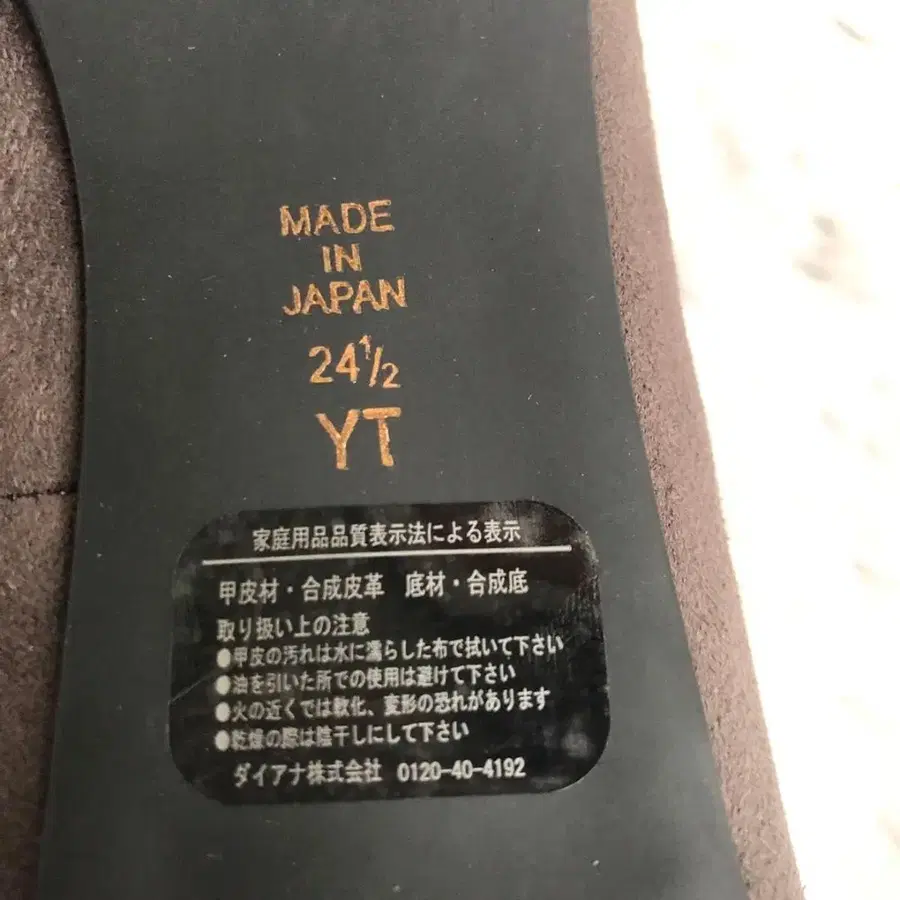 MADE
IN
JAPAN
24 1/2
YT
家庭用品品質表示法による表示
甲皮材・合成皮革 底材・合成底
取り扱い上の注意
●甲皮の汚れは水に濡らした布で拭いて下さい
●油を引いた所での使用は避けて下さい
●火の近くでは軟化、変形の恐れがあります
●乾燥の際は陰干しにして下さい
ダイアナ株式会社 0120-40-4192